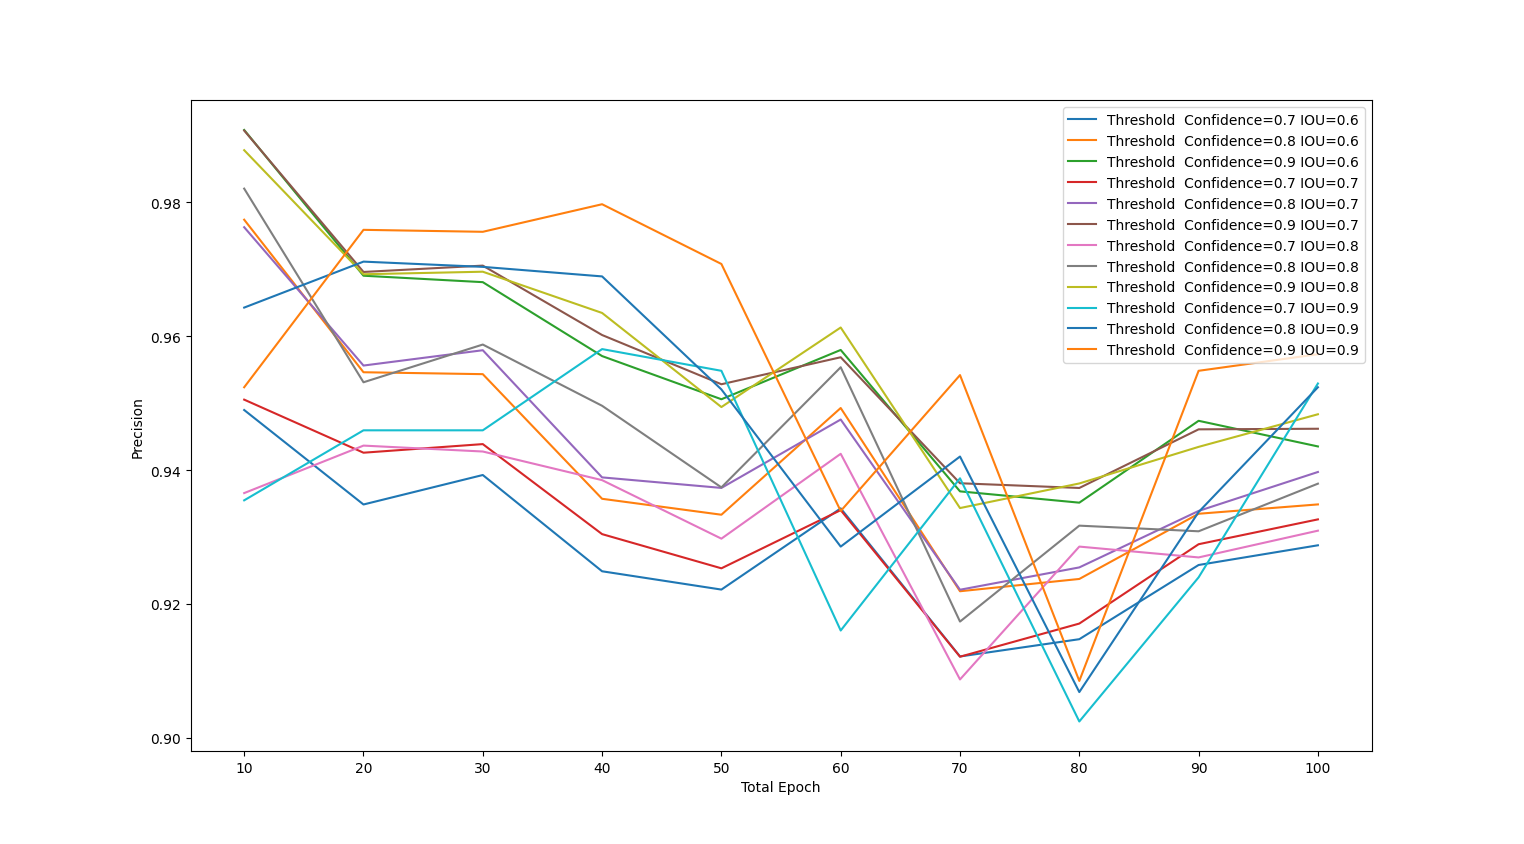 Threshold  Confidence=0.7 IOU=0.6
Threshold  Confidence=0.8 IOU=0.6
Threshold  Confidence=0.9 IOU=0.6
Threshold  Confidence=0.7 IOU=0.7
Threshold  Confidence=0.8 IOU=0.7
Threshold  Confidence=0.9 IOU=0.7
Threshold  Confidence=0.7 IOU=0.8
Threshold  Confidence=0.8 IOU=0.8
Threshold  Confidence=0.9 IOU=0.8
Threshold  Confidence=0.7 IOU=0.9
Threshold  Confidence=0.8 IOU=0.9
Threshold  Confidence=0.9 IOU=0.9
0.98
0.96
0.94
0.92
0.90
Precision
10 20 30 40 50 60 70 80 90 100
Total Epoch